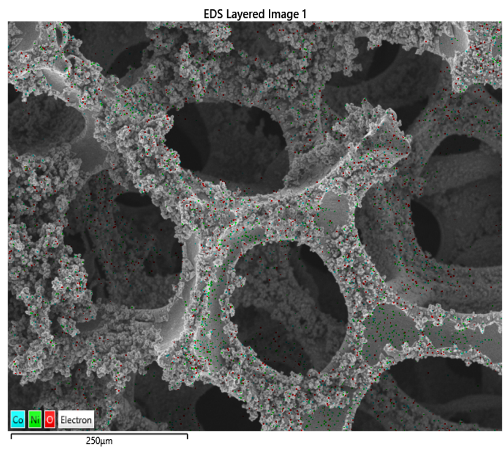 EDS Layered Image 1
Co Ni O Electron
250µm